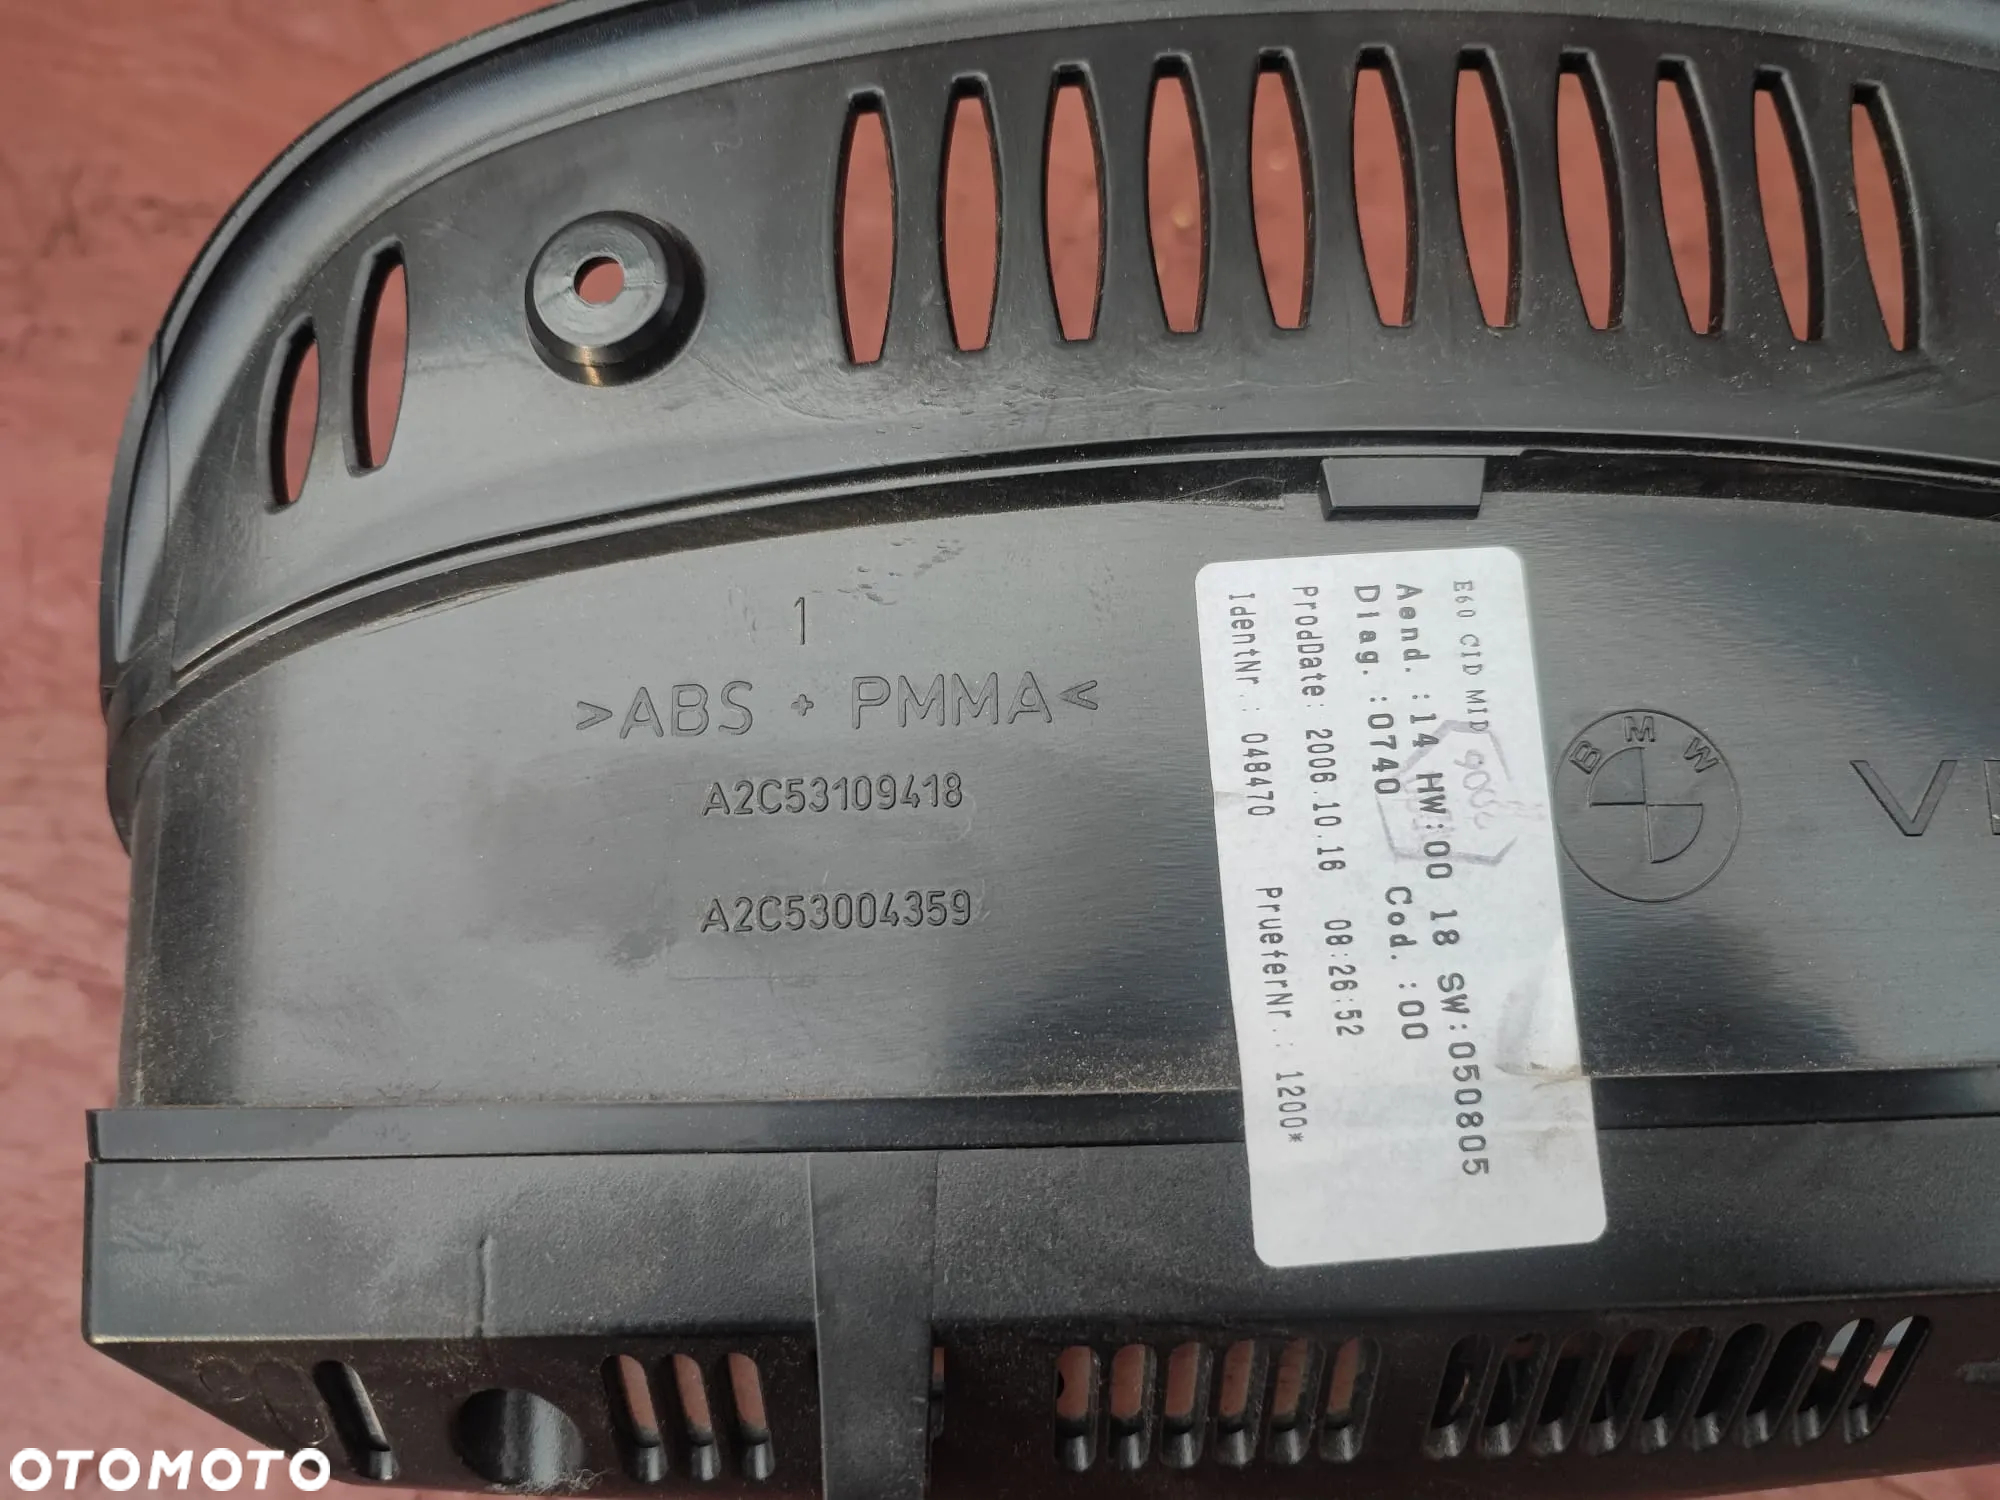 1
>ABS + PMMA<
A2C53109418
A2C53004359
E60 CID MID
Aend.:14 HW:00 18 SW:050805
Diag.:0740 Cod.:00
ProdDate: 2006.10.16 08:26:52
IdentNr.: 048470 PrueferNr.: 1200*
BMW
OTOMOTO